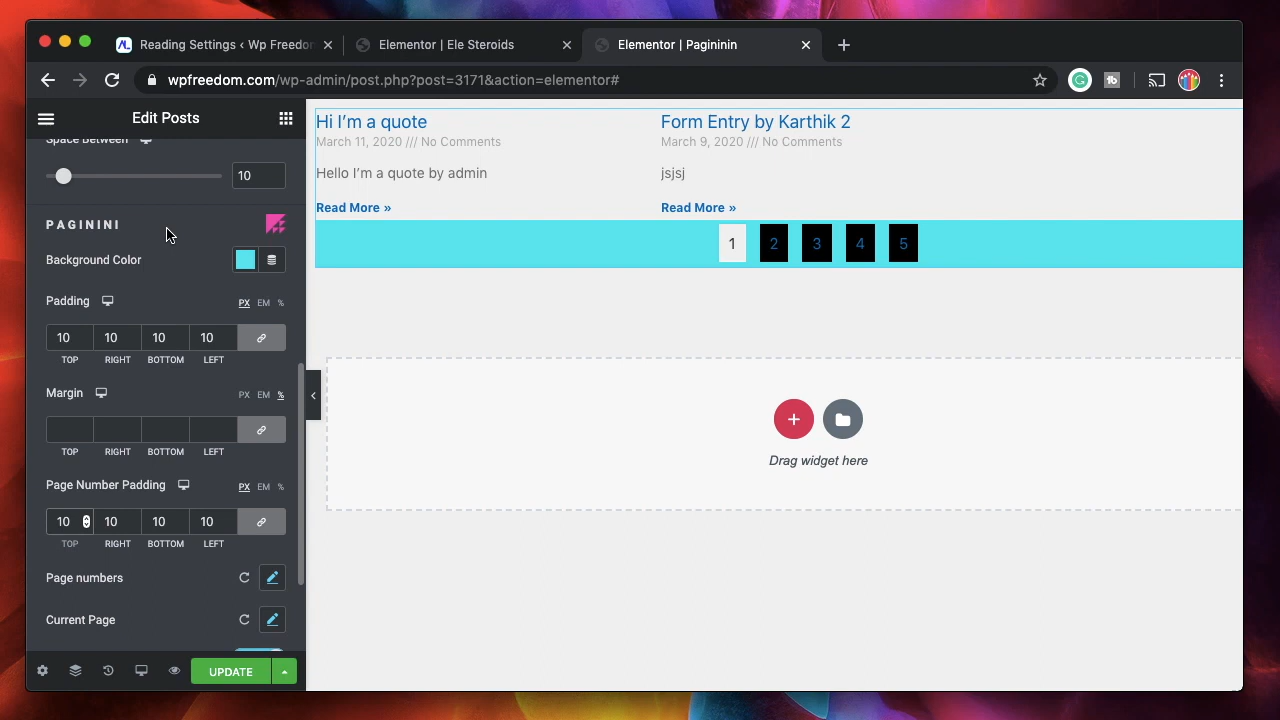 Reading Settings ‹ Wp Freedom
Elementor | Ele Steroids
Elementor | Pagininin
wpfreedom.com/wp-admin/post.php?post=3171&action=elementor#
Edit Posts
Space Between
10
PAGININI
Background Color
Padding
PX EM %
10 10 10 10
TOP RIGHT BOTTOM LEFT
Margin
PX EM %
TOP RIGHT BOTTOM LEFT
Page Number Padding
PX EM %
10 10 10 10
TOP RIGHT BOTTOM LEFT
Page numbers
Current Page
UPDATE
Hi I'm a quote
March 11, 2020 /// No Comments
Hello I'm a quote by admin
Read More »
Form Entry by Karthik 2
March 9, 2020 /// No Comments
jsjsj
Read More »
1 2 3 4 5
Drag widget here